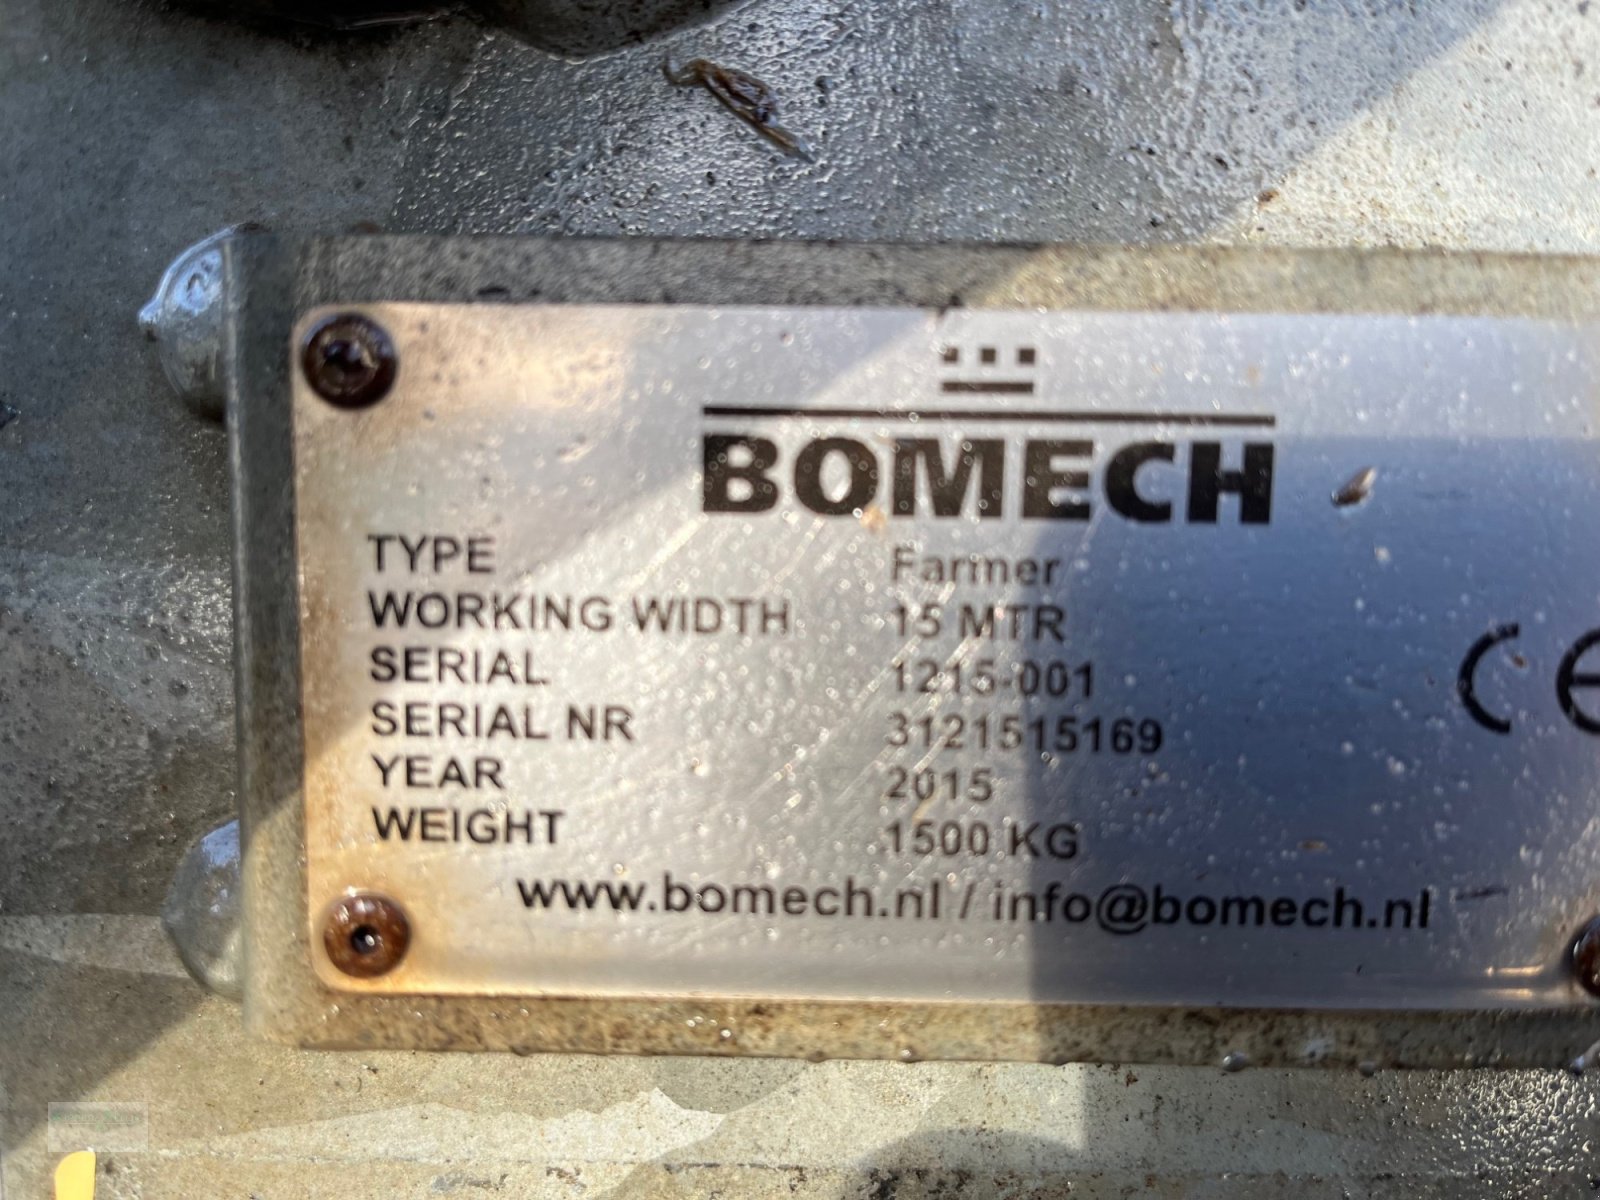 BOMECH
TYPE Farmer
WORKING WIDTH 15 MTR
SERIAL 1215-001
SERIAL NR 3121515169
YEAR 2015
WEIGHT 1500 KG
CE
www.bomech.nl / info@bomech.nl